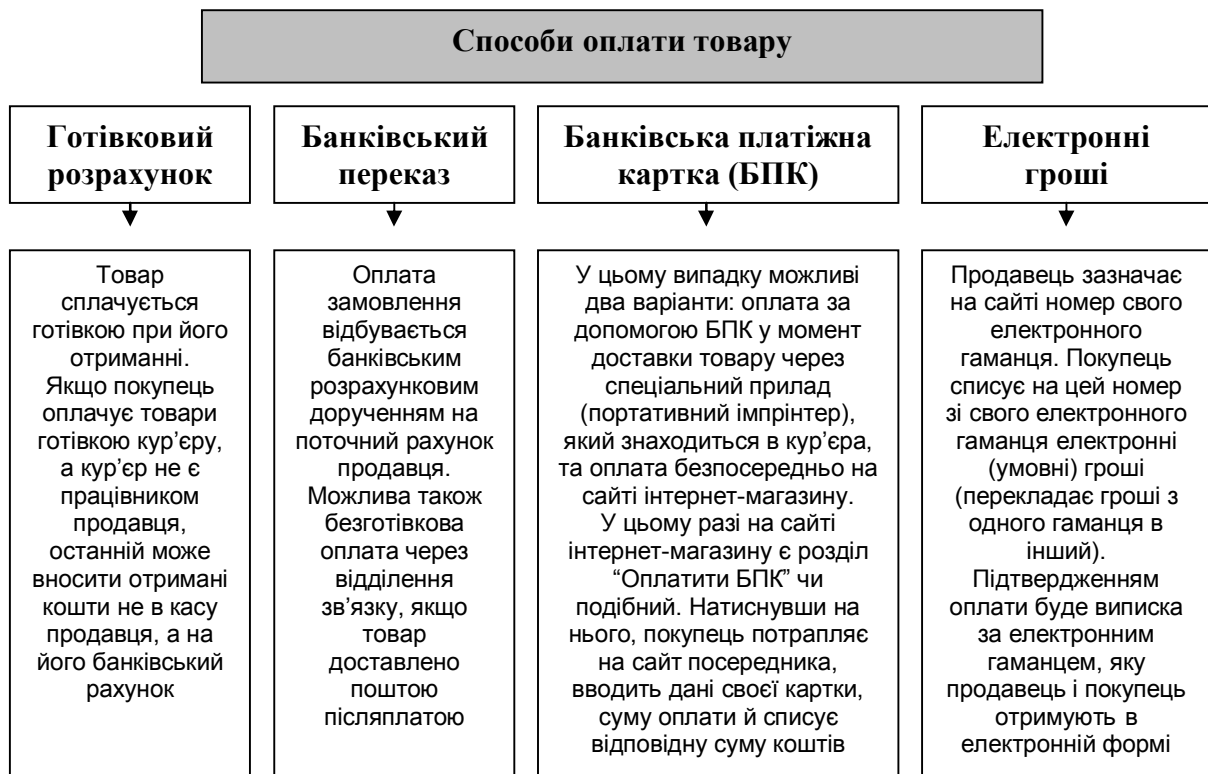 Способи оплати товару
Готівковий
розрахунок
Банківський
переказ
Банківська платіжна
картка (БПК)
Електронні
гроші
Товар
сплачується
готівкою при його
отриманні.
Якщо покупець
оплачує товари
готівкою кур’єру,
а кур’єр не є
працівником
продавця,
останній може
вносити отримані
кошти не в касу
продавця, а на
його банківський
рахунок
Оплата
замовлення
відбувається
банківським
розрахунковим
дорученням на
поточний рахунок
продавця.
Можлива також
безготівкова
оплата через
відділення
зв’язку, якщо
товар
доставлено
поштою
післяплатою
У цьому випадку можливі
два варіанти: оплата за
допомогою БПК у момент
доставки товару через
спеціальний прилад
(портативний імпрінтер),
який знаходиться в кур’єра,
та оплата безпосередньо на
сайті інтернет-магазину.
У цьому разі на сайті
інтернет-магазину є розділ
“Оплатити БПК” чи
подібний. Натиснувши на
нього, покупець потрапляє
на сайт посередника,
вводить дані своєї картки,
суму оплати й списує
відповідну суму коштів
Продавець зазначає
на сайті номер свого
електронного
гаманця. Покупець
списує на цей номер
зі свого електронного
гаманця електронні
(умовні) гроші
(перекладає гроші з
одного гаманця в
інший).
Підтвердженням
оплати буде виписка
за електронним
гаманцем, яку
продавець і покупець
отримують в
електронній формі